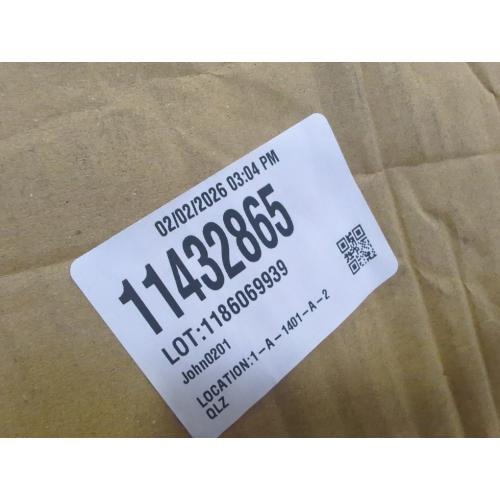 02/02/2026 03:04 PM
11432865
LOT:1186069939
John0201
LOCATION:1-A-1401-A-2
QLZ